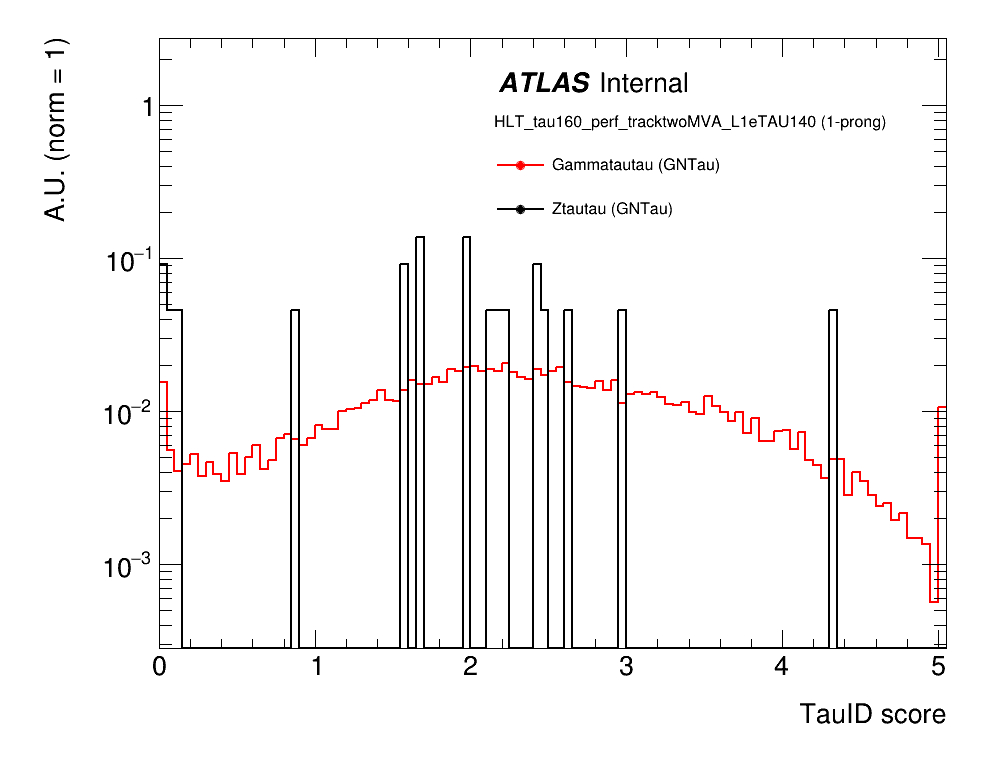 A.U. (norm = 1)
ATLAS Internal
HLT_tau160_perf_tracktwoMVA_L1eTAU140 (1-prong)
Gammatautau (GNTau)
Ztautau (GNTau)
1
10⁻¹
10⁻²
10⁻³
0 1 2 3 4 5
TauID score